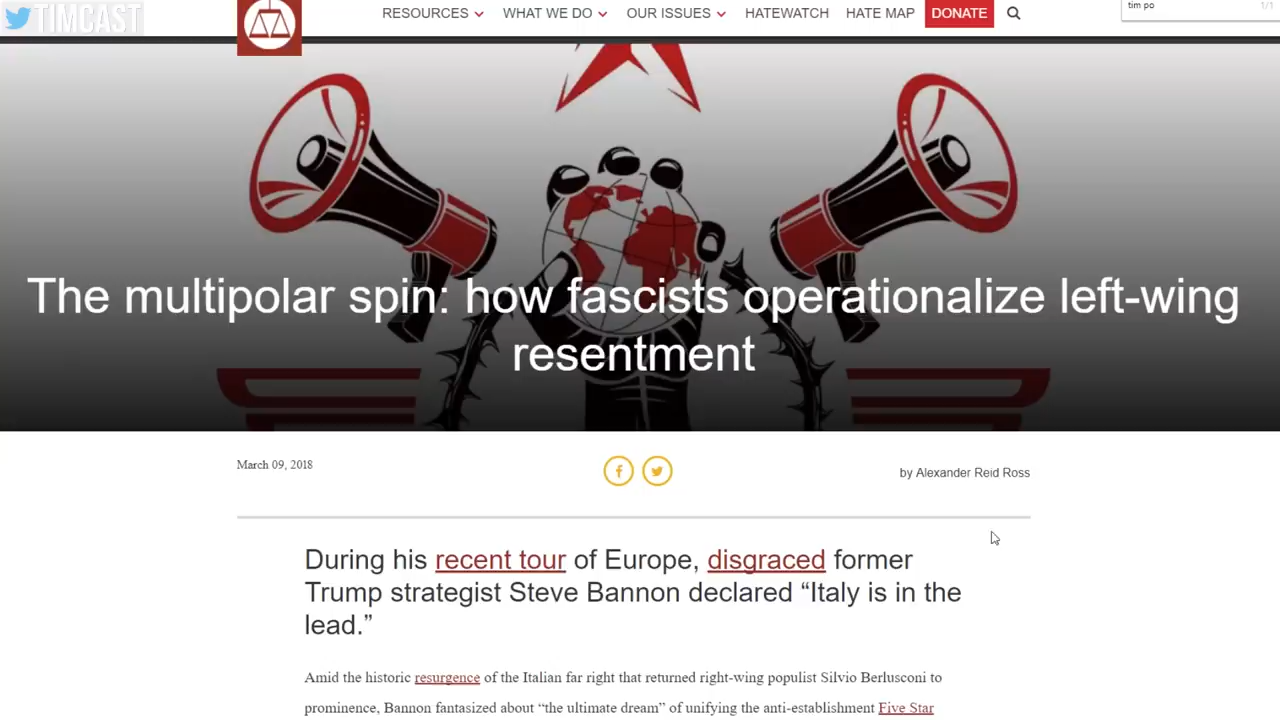 TIMCAST
RESOURCES WHAT WE DO OUR ISSUES HATEWATCH HATE MAP DONATE
tim po 1/1
The multipolar spin: how fascists operationalize left-wing
resentment
March 09, 2018
by Alexander Reid Ross
During his recent tour of Europe, disgraced former
Trump strategist Steve Bannon declared “Italy is in the
lead.”
Amid the historic resurgence of the Italian far right that returned right-wing populist Silvio Berlusconi to
prominence, Bannon fantasized about “the ultimate dream” of unifying the anti-establishment Five Star